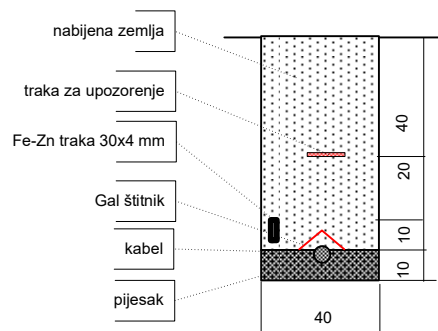 nabijena zemlja
traka za upozorenje
Fe-Zn traka 30x4 mm
Gal štitnik
kabel
pijesak
40
20
10
10
40